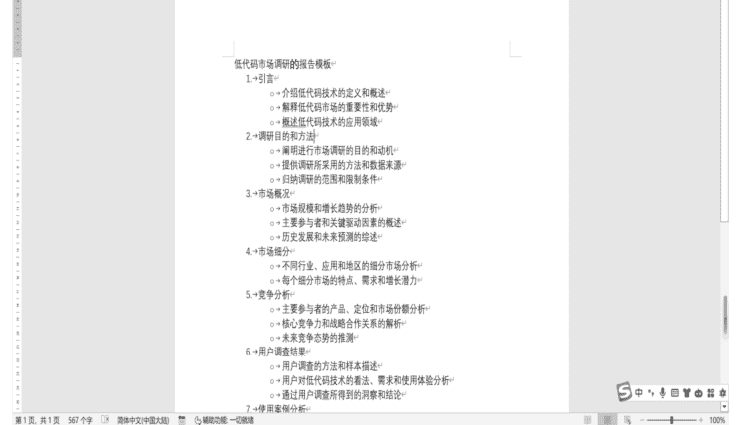 低代码市场调研的报告模板
1.→引言
○→介绍低代码技术的定义和概述
○→解释低代码市场的重要性和优势
○→概述低代码技术的应用领域
2.→调研目的和方法
○→阐明进行市场调研的目的和动机
○→提供调研所采用的方法和数据来源
○→归纳调研的范围和限制条件
3.→市场概况
○→市场规模和增长趋势的分析
○→主要参与者和关键驱动因素的概述
○→历史发展和未来预测的综述
4.→市场细分
○→不同行业、应用和地区的细分市场分析
○→每个细分市场的特点、需求和增长潜力
5.→竞争分析
○→主要参与者的产品、定位和市场份额分析
○→核心竞争力和战略合作关系的解析
○→未来竞争态势的推测
6.→用户调查结果
○→用户调查的方法和样本描述
○→用户对低代码技术的看法、需求和使用体验分析
○→通过用户调查所得到的洞察和结论
7.→使用案例分析
中
第1页，共1页 567个字 简体中文(中国大陆) 辅助功能: 一切就绪 100%